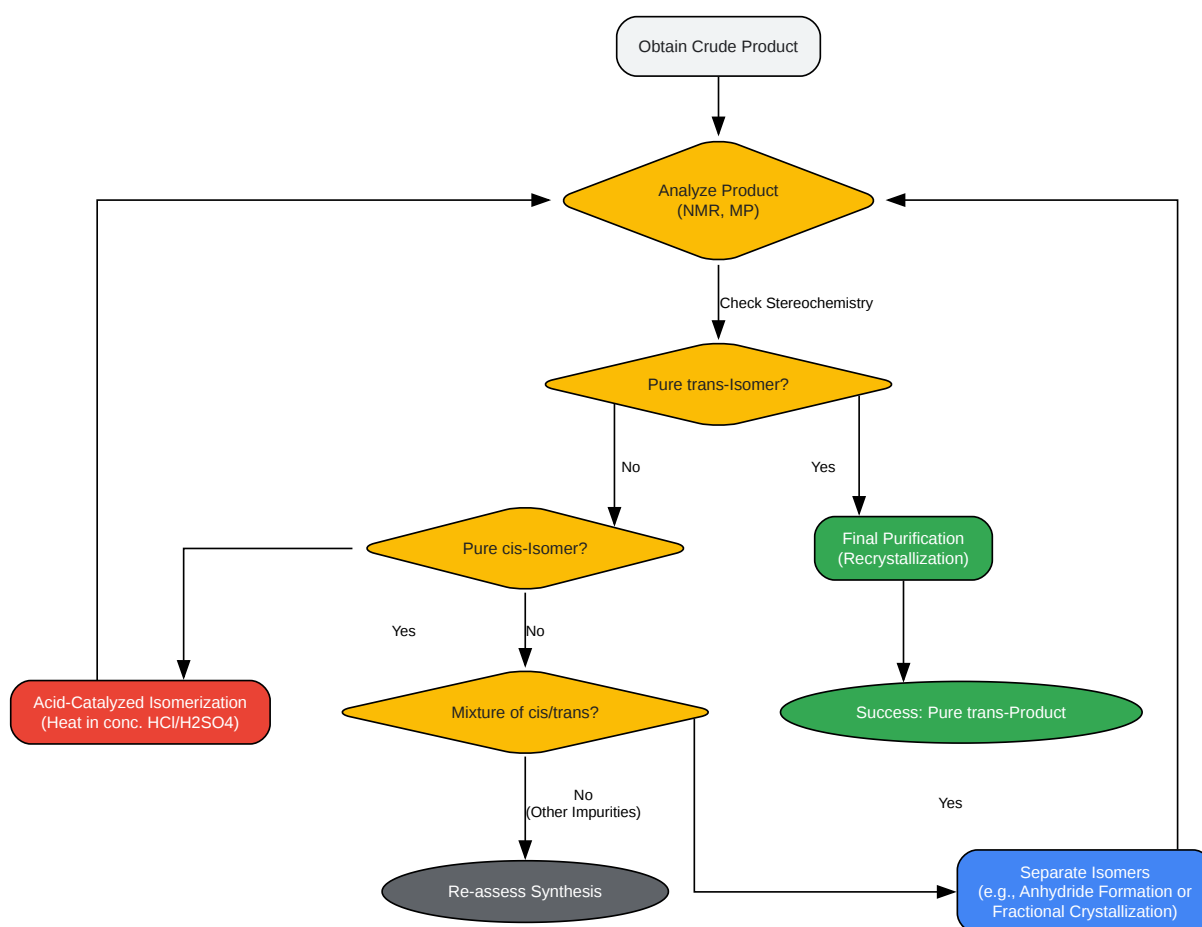 Obtain Crude Product
Analyze Product
(NMR, MP)
Check Stereochemistry
Pure trans-Isomer?
No
Yes
Pure cis-Isomer?
Final Purification
(Recrystallization)
Yes
No
Acid-Catalyzed Isomerization
(Heat in conc. HCl/H2SO4)
Mixture of cis/trans?
Success: Pure trans-Product
No
(Other Impurities)
Yes
Re-assess Synthesis
Separate Isomers
(e.g., Anhydride Formation or
Fractional Crystallization)